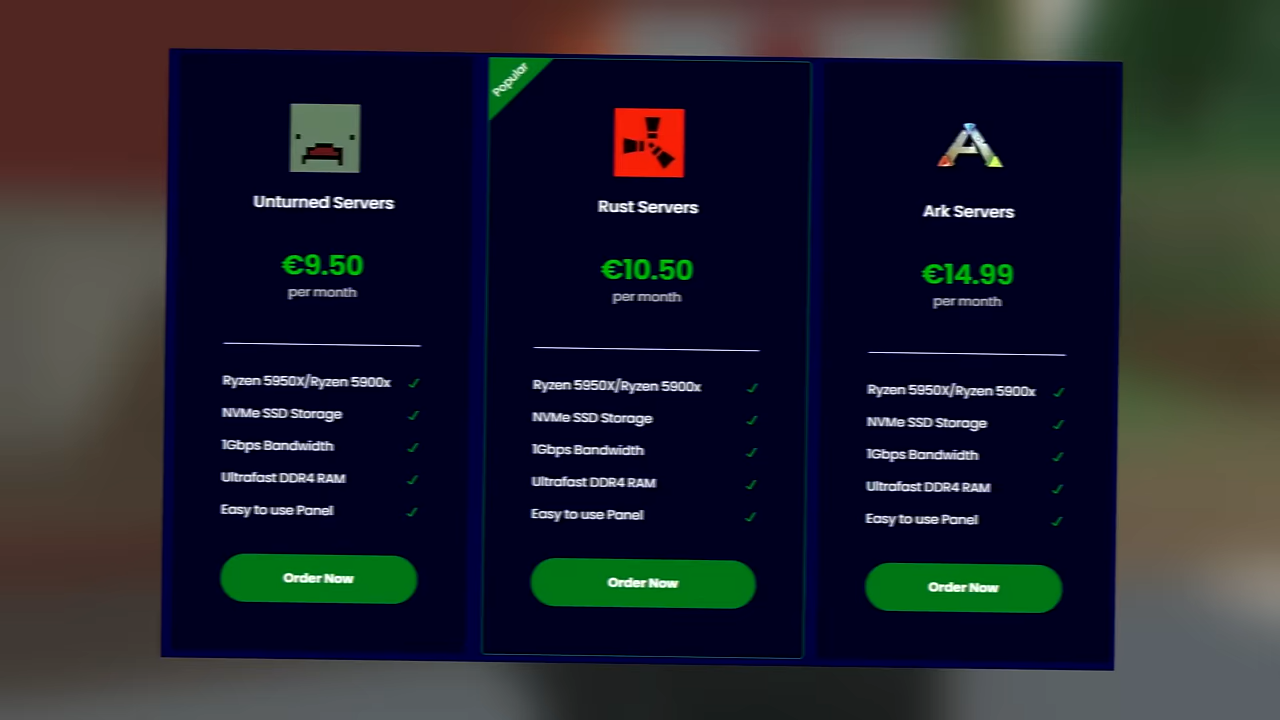 Unturned Servers
€9.50
per month
Ryzen 5950X/Ryzen 5900x
NVMe SSD Storage
1Gbps Bandwidth
Ultrafast DDR4 RAM
Easy to use Panel
Order Now
Popular
Rust Servers
€10.50
per month
Ryzen 5950X/Ryzen 5900x
NVMe SSD Storage
1Gbps Bandwidth
Ultrafast DDR4 RAM
Easy to use Panel
Order Now
Ark Servers
€14.99
per month
Ryzen 5950X/Ryzen 5900x
NVMe SSD Storage
1Gbps Bandwidth
Ultrafast DDR4 RAM
Easy to use Panel
Order Now